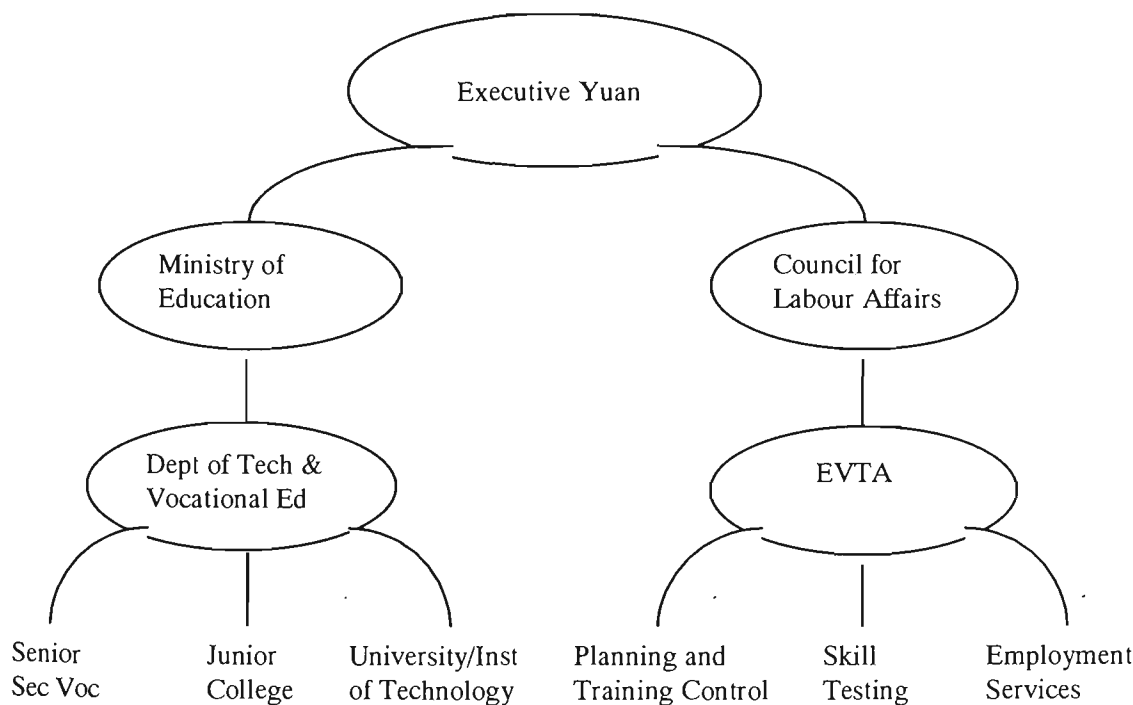 Executive Yuan
Ministry of
Education
Council for
Labour Affairs
Dept of Tech &
Vocational Ed
EVTA
Senior
Sec Voc
Junior
College
University/Inst
of Technology
Planning and
Training Control
Skill
Testing
Employment
Services